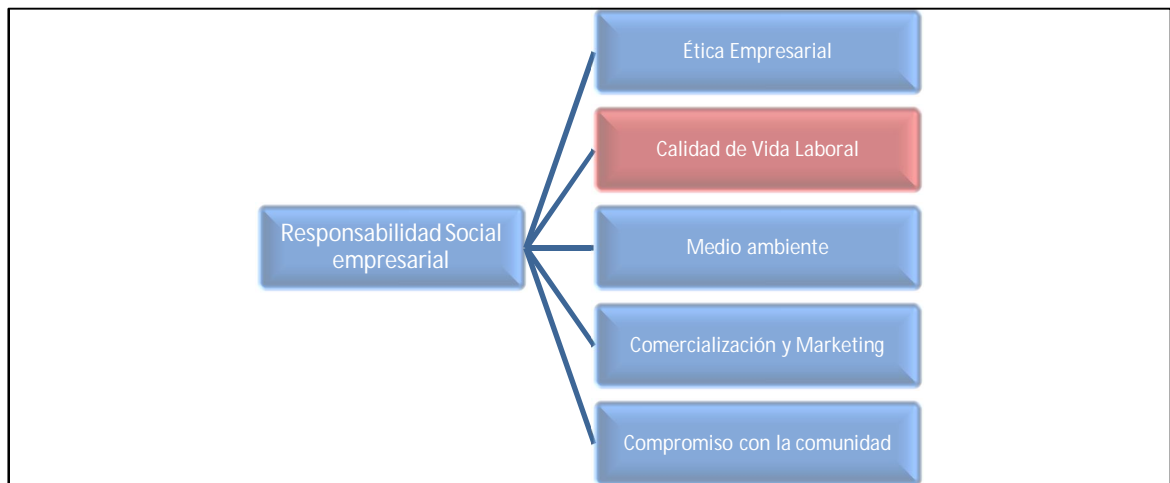 Ética Empresarial
Calidad de Vida Laboral
Responsabilidad Social
empresarial
Medio ambiente
Comercialización y Marketing
Compromiso con la comunidad